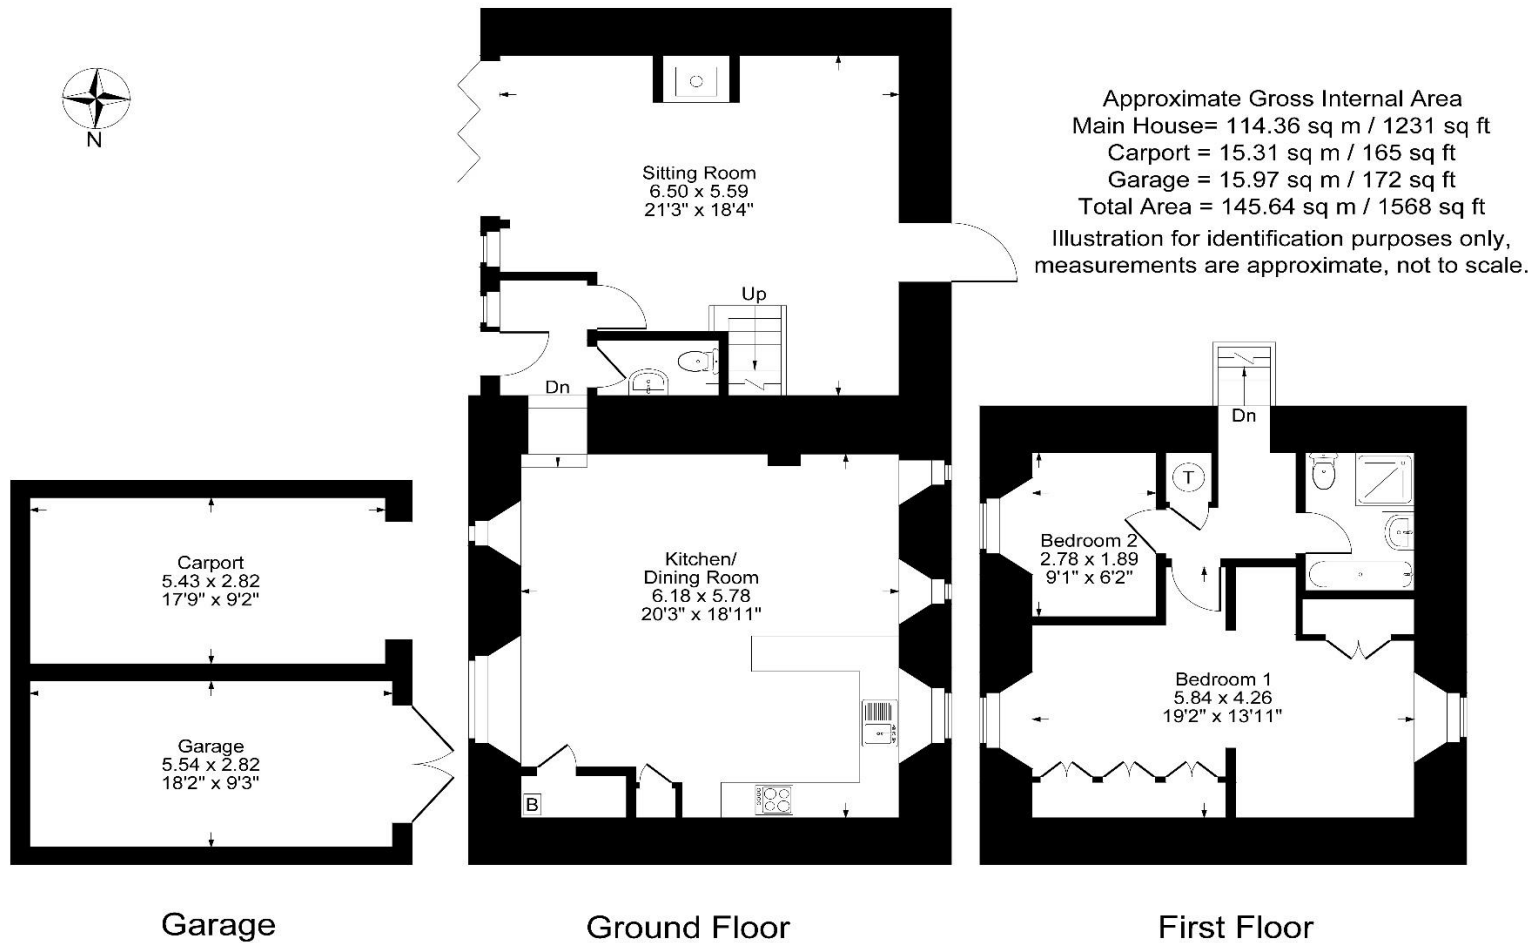 N
Approximate Gross Internal Area
Main House= 114.36 sq m / 1231 sq ft
Carport = 15.31 sq m / 165 sq ft
Garage = 15.97 sq m / 172 sq ft
Total Area = 145.64 sq m / 1568 sq ft
Illustration for identification purposes only,
measurements are approximate, not to scale.
Sitting Room
6.50 x 5.59
21'3" x 18'4"
Up
Dn
Kitchen/
Dining Room
6.18 x 5.78
20'3" x 18'11"
B
Carport
5.43 x 2.82
17'9" x 9'2"
Garage
5.54 x 2.82
18'2" x 9'3"
Dn
T
Bedroom 2
2.78 x 1.89
9'1" x 6'2"
Bedroom 1
5.84 x 4.26
19'2" x 13'11"
Garage
Ground Floor
First Floor